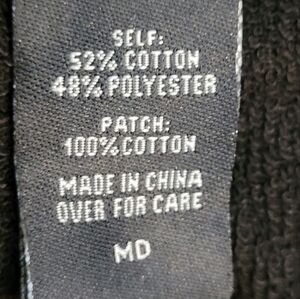 SELF:
52% COTTON
48% POLYESTER
PATCH:
100% COTTON
MADE IN CHINA
OVER FOR CARE
MD